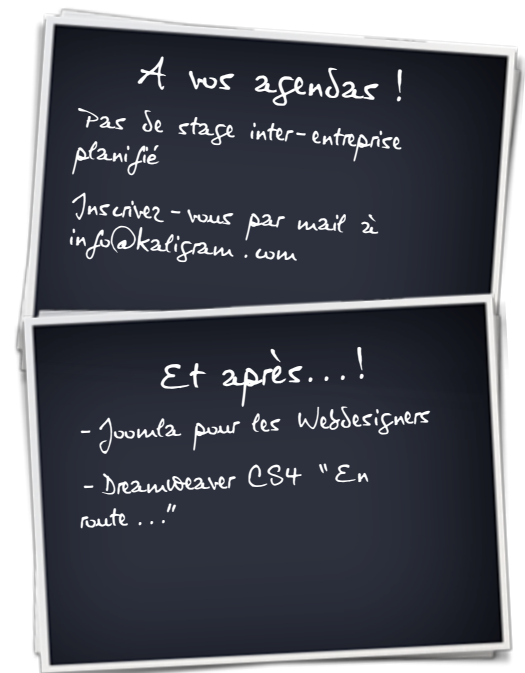 A vos agendas !
Pas de stage inter-entreprise
planifié
Inscrivez-vous par mail à
info@kaligram.com
Et après...!
- Joomla pour les Webdesigners
- Dreamweaver CS4 "En
route ..."